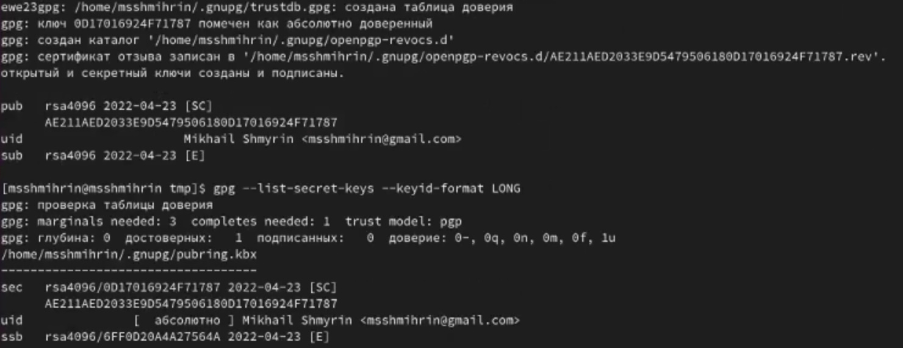 ewe23gpg: /home/msshmihrin/.gnupg/trustdb.gpg: создана таблица доверия
gpg: ключ 0D17016924F71787 помечен как абсолютно доверенный
gpg: создан каталог '/home/msshmihrin/.gnupg/openpgp-revocs.d'
gpg: сертификат отзыва записан в '/home/msshmihrin/.gnupg/openpgp-revocs.d/AE211AED2033E9D5479506180D17016924F71787.rev'.
открытый и секретный ключи созданы и подписаны.
pub rsa4096 2022-04-23 [SC]
AE211AED2033E9D5479506180D17016924F71787
uid Mikhail Shmyrin <msshmihrin@gmail.com>
sub rsa4096 2022-04-23 [E]
[msshmihrin@msshmihrin tmp]$ gpg --list-secret-keys --keyid-format LONG
gpg: проверка таблицы доверия
gpg: marginals needed: 3 completes needed: 1 trust model: pgp
gpg: глубина: 0 достоверных: 1 подписанных: 0 доверие: 0-, 0q, 0n, 0m, 0f, 1u
/home/msshmihrin/.gnupg/pubring.kbx
-----------------------------------
sec rsa4096/0D17016924F71787 2022-04-23 [SC]
AE211AED2033E9D5479506180D17016924F71787
uid [ абсолютно ] Mikhail Shmyrin <msshmihrin@gmail.com>
ssb rsa4096/6FF0D20A4A27564A 2022-04-23 [E]